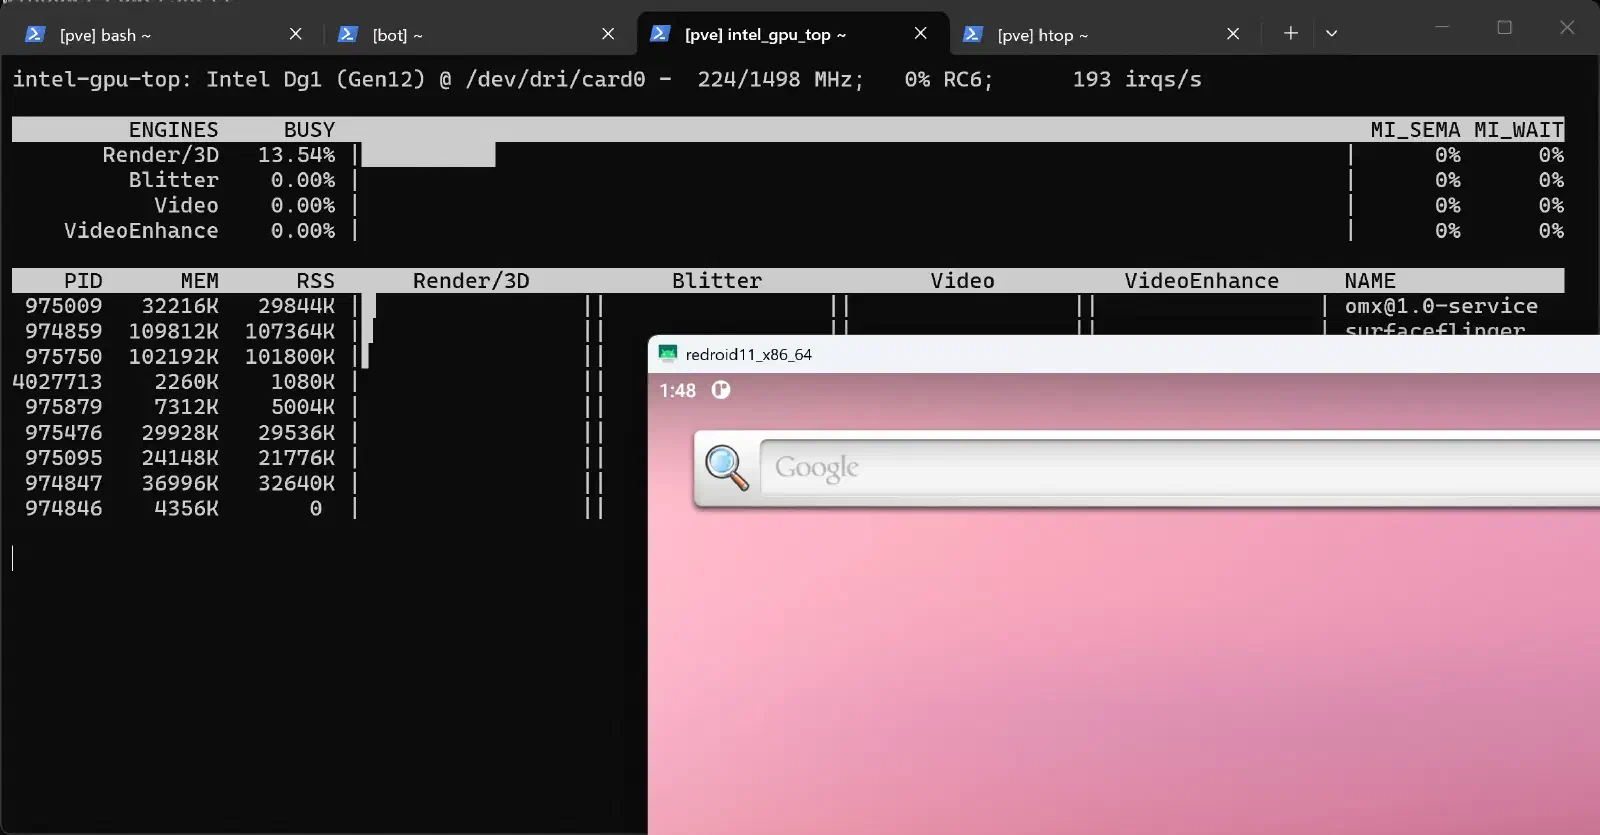 [pve] bash ~
[bot] ~
[pve] intel_gpu_top ~
[pve] htop ~
intel-gpu-top: Intel Dg1 (Gen12) @ /dev/dri/card0 - 224/1498 MHz; 0% RC6; 193 irqs/s
ENGINES BUSY MI_SEMA MI_WAIT
Render/3D 13.54% | | 0% 0%
Blitter 0.00% | | 0% 0%
Video 0.00% | | 0% 0%
VideoEnhance 0.00% | | 0% 0%
PID MEM RSS Render/3D Blitter Video VideoEnhance NAME
975009 32216K 29844K | || || || | omx@1.0-service
974859 109812K 107364K | || || || | surfaceflinger
975750 102192K 101800K | ||
4027713 2260K 1080K | ||
975879 7312K 5004K | ||
975476 29928K 29536K | ||
975095 24148K 21776K | ||
974847 36996K 32640K | ||
974846 4356K 0 | ||
redroid11_x86_64
1:48
Google